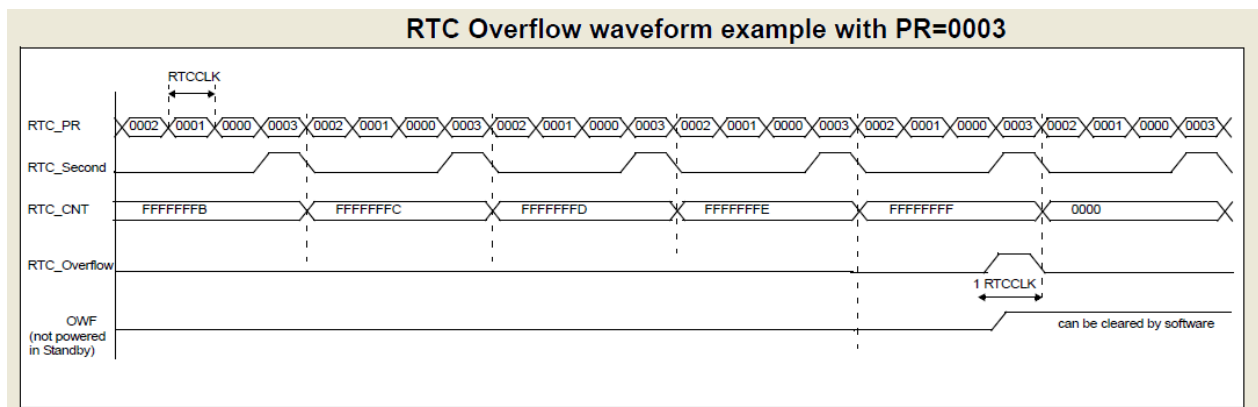 RTC Overflow waveform example with PR=0003
RTCCLK
RTC_PR 0002 0001 0000 0003 0002 0001 0000 0003 0002 0001 0000 0003 0002 0001 0000 0003 0002 0001 0000 0003 0002 0001 0000 0003
RTC_Second
RTC_CNT FFFFFFFB FFFFFFFC FFFFFFFD FFFFFFFE FFFFFFFF 0000
RTC_Overflow
1 RTCCLK
OWF
(not powered
in Standby)
can be cleared by software